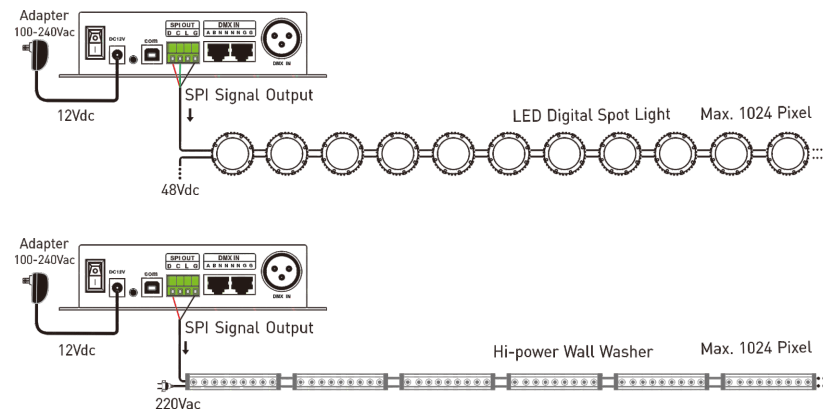 Adapter
100-240Vac
SPI OUT DMX IN
DC12V com D C L G A B N N N N G G
DMX IN
SPI Signal Output
12Vdc
LED Digital Spot Light Max. 1024 Pixel
48Vdc
Adapter
100-240Vac
SPI OUT DMX IN
DC12V com D C L G A B N N N N G G
DMX IN
SPI Signal Output
12Vdc
Hi-power Wall Washer Max. 1024 Pixel
220Vac